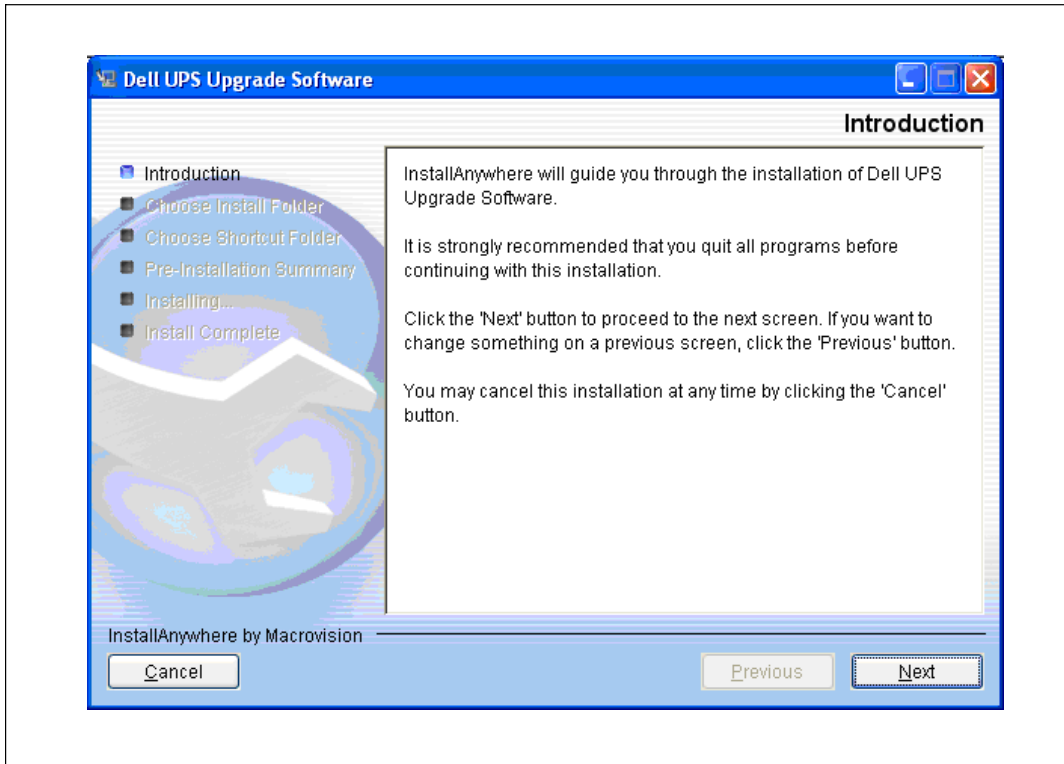 Dell UPS Upgrade Software
Introduction
Introduction
Choose Install Folder
Choose Shortcut Folder
Pre-Installation Summary
Installing...
Install Complete
InstallAnywhere will guide you through the installation of Dell UPS
Upgrade Software.
It is strongly recommended that you quit all programs before
continuing with this installation.
Click the 'Next' button to proceed to the next screen. If you want to
change something on a previous screen, click the 'Previous' button.
You may cancel this installation at any time by clicking the 'Cancel'
button.
InstallAnywhere by Macrovision
Cancel
Previous
Next